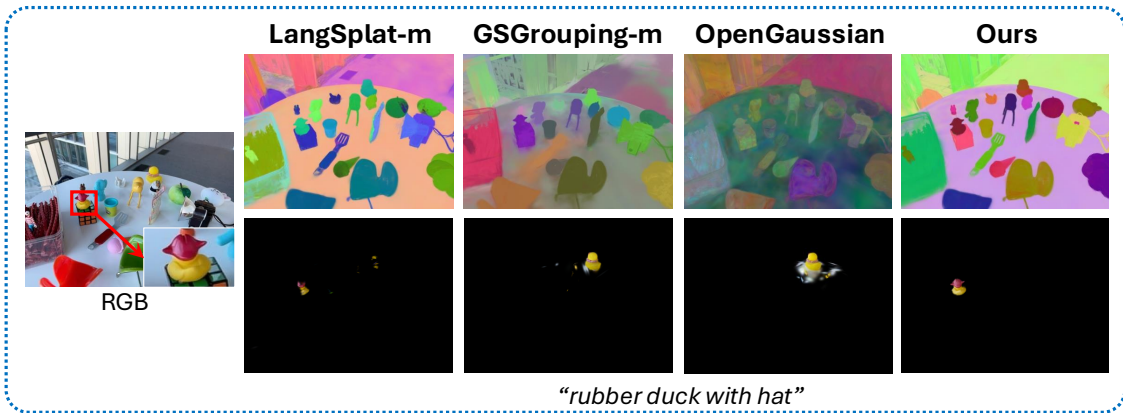 LangSplat-m GSGrouping-m OpenGaussian Ours
RGB
"rubber duck with hat"